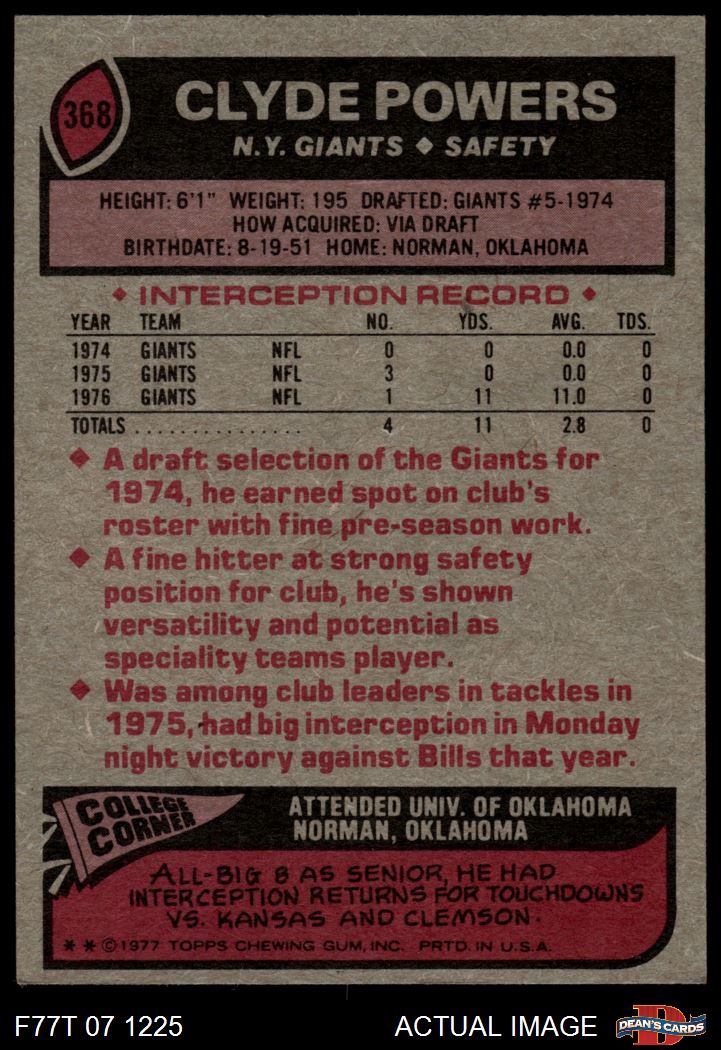 368
CLYDE POWERS
N.Y. GIANTS ◆ SAFETY
HEIGHT: 6'1" WEIGHT: 195 DRAFTED: GIANTS #5-1974
HOW ACQUIRED: VIA DRAFT
BIRTHDATE: 8-19-51 HOME: NORMAN, OKLAHOMA
◆ INTERCEPTION RECORD ◆
YEAR TEAM NO. YDS. AVG. TDS.
1974 GIANTS NFL 0 0 0.0 0
1975 GIANTS NFL 3 0 0.0 0
1976 GIANTS NFL 1 11 11.0 0
TOTALS ................ 4 11 2.8 0
◆ A draft selection of the Giants for
1974, he earned spot on club's
roster with fine pre-season work.
◆ A fine hitter at strong safety
position for club, he's shown
versatility and potential as
speciality teams player.
◆ Was among club leaders in tackles in
1975, had big interception in Monday
night victory against Bills that year.
COLLEGE
CORNER
ATTENDED UNIV. OF OKLAHOMA
NORMAN, OKLAHOMA
ALL-BIG 8 AS SENIOR, HE HAD
INTERCEPTION RETURNS FOR TOUCHDOWNS
VS. KANSAS AND CLEMSON.
* * © 1977 TOPPS CHEWING GUM, INC. PRTD. IN U.S.A.
F77T 07 1225
ACTUAL IMAGE
D
DEAN'S CARDS